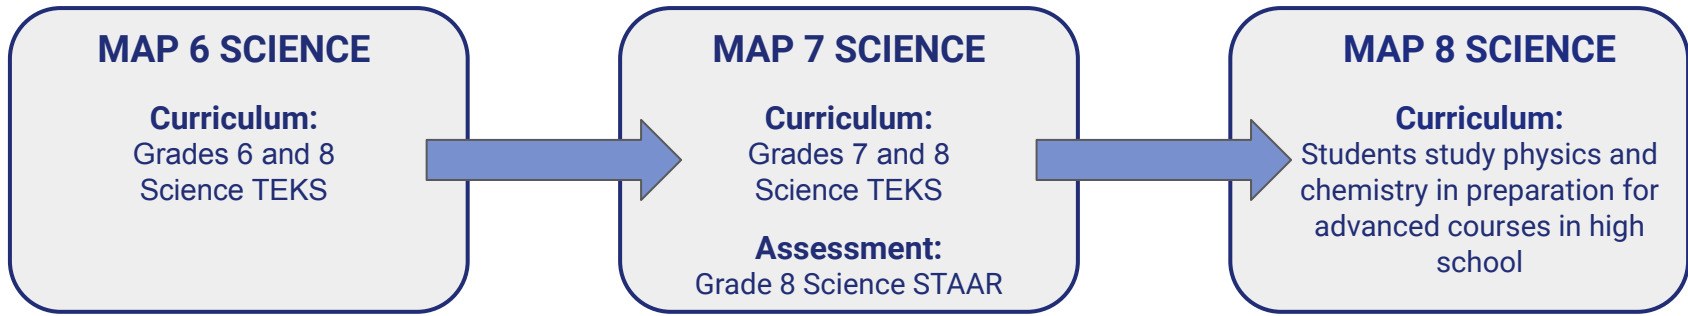 MAP 6 SCIENCE
Curriculum:
Grades 6 and 8
Science TEKS
MAP 7 SCIENCE
Curriculum:
Grades 7 and 8
Science TEKS
Assessment:
Grade 8 Science STAAR
MAP 8 SCIENCE
Curriculum:
Students study physics and
chemistry in preparation for
advanced courses in high
school